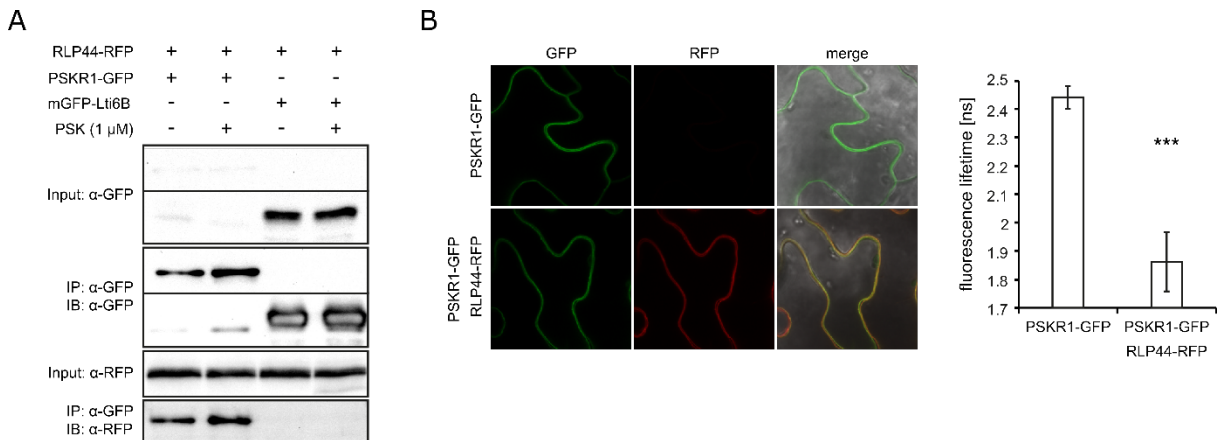 A
RLP44-RFP + + + +
PSKR1-GFP + + - -
mGFP-Lti6B - - + +
PSK (1 µM) - + - +
Input: α-GFP
IP: α-GFP
IB: α-GFP
Input: α-RFP
IP: α-GFP
IB: α-RFP
B
GFP RFP merge
PSKR1-GFP
PSKR1-GFP
RLP44-RFP
fluorescence lifetime [ns]
2.5
2.4
2.3
2.2
2.1
2
1.9
1.8
1.7
***
PSKR1-GFP PSKR1-GFP
RLP44-RFP